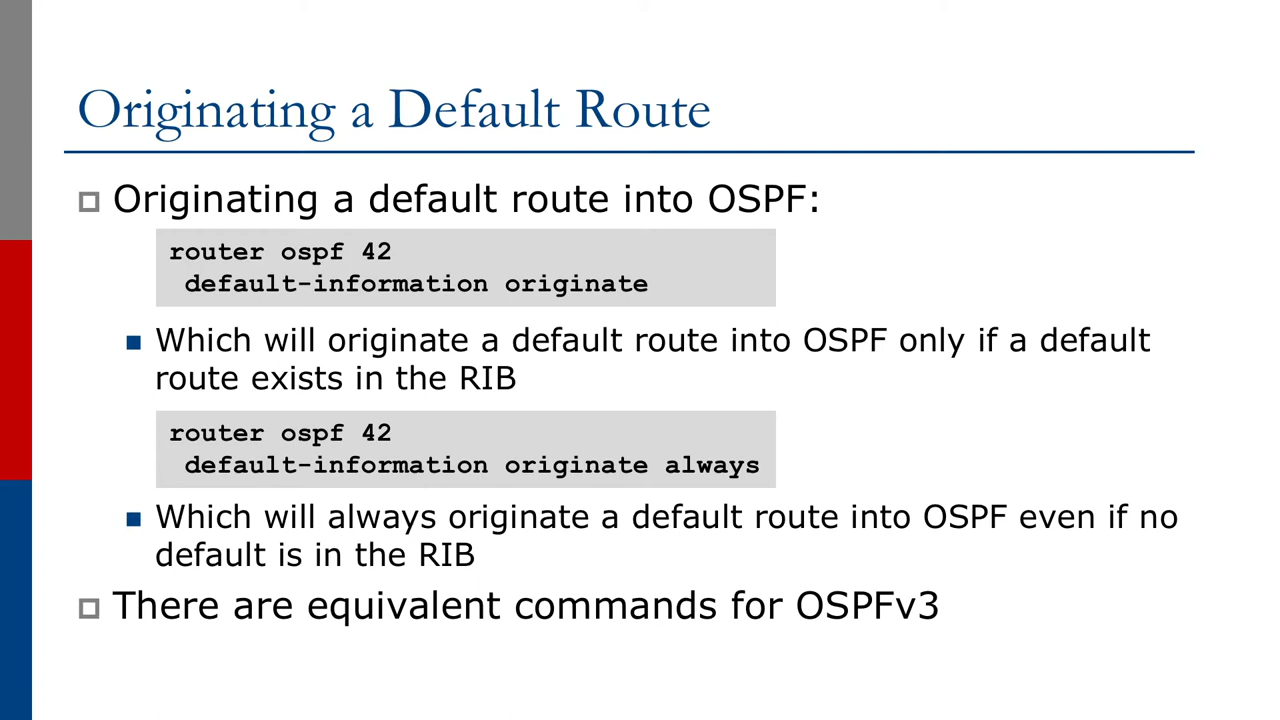 Originating a Default Route
Originating a default route into OSPF:
router ospf 42
default-information originate
Which will originate a default route into OSPF only if a default
route exists in the RIB
router ospf 42
default-information originate always
Which will always originate a default route into OSPF even if no
default is in the RIB
There are equivalent commands for OSPFv3